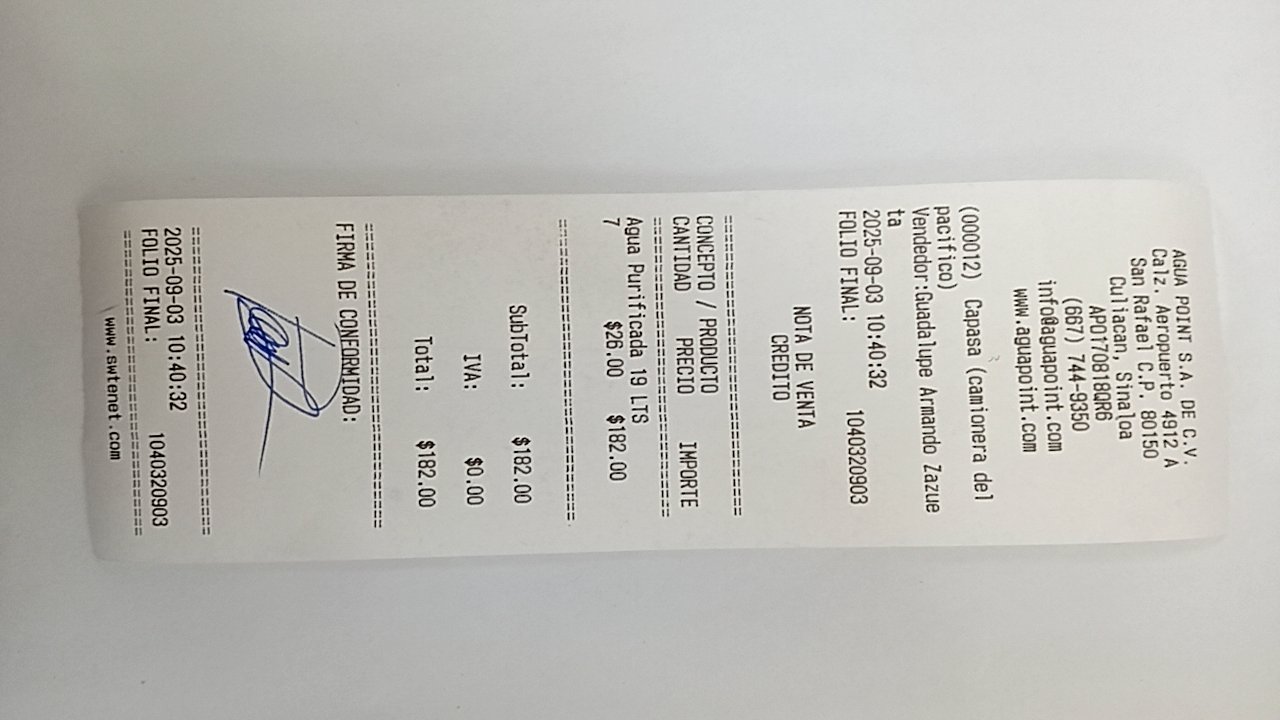 AGUA POINT S.A. DE C.V.
Calz. Aeropuerto 4912 A
San Rafael C.P. 80150
Culiacan, Sinaloa
APO170818QR6
(667) 744-9350
info@aguapoint.com
www.aguapoint.com
(000012) Capasa (camionera del
pacifico)
Vendedor:Guadalupe Armando Zazue
ta
2025-09-03 10:40:32
FOLIO FINAL: 1040320903
NOTA DE VENTA
CREDITO
================================
CONCEPTO / PRODUCTO
CANTIDAD PRECIO IMPORTE
================================
Agua Purificada 19 LTS
7 $26.00 $182.00
================================
SubTotal: $182.00
IVA: $0.00
Total: $182.00
================================
FIRMA DE CONFORMIDAD:
================================
2025-09-03 10:40:32
FOLIO FINAL: 1040320903
================================
www.swtenet.com